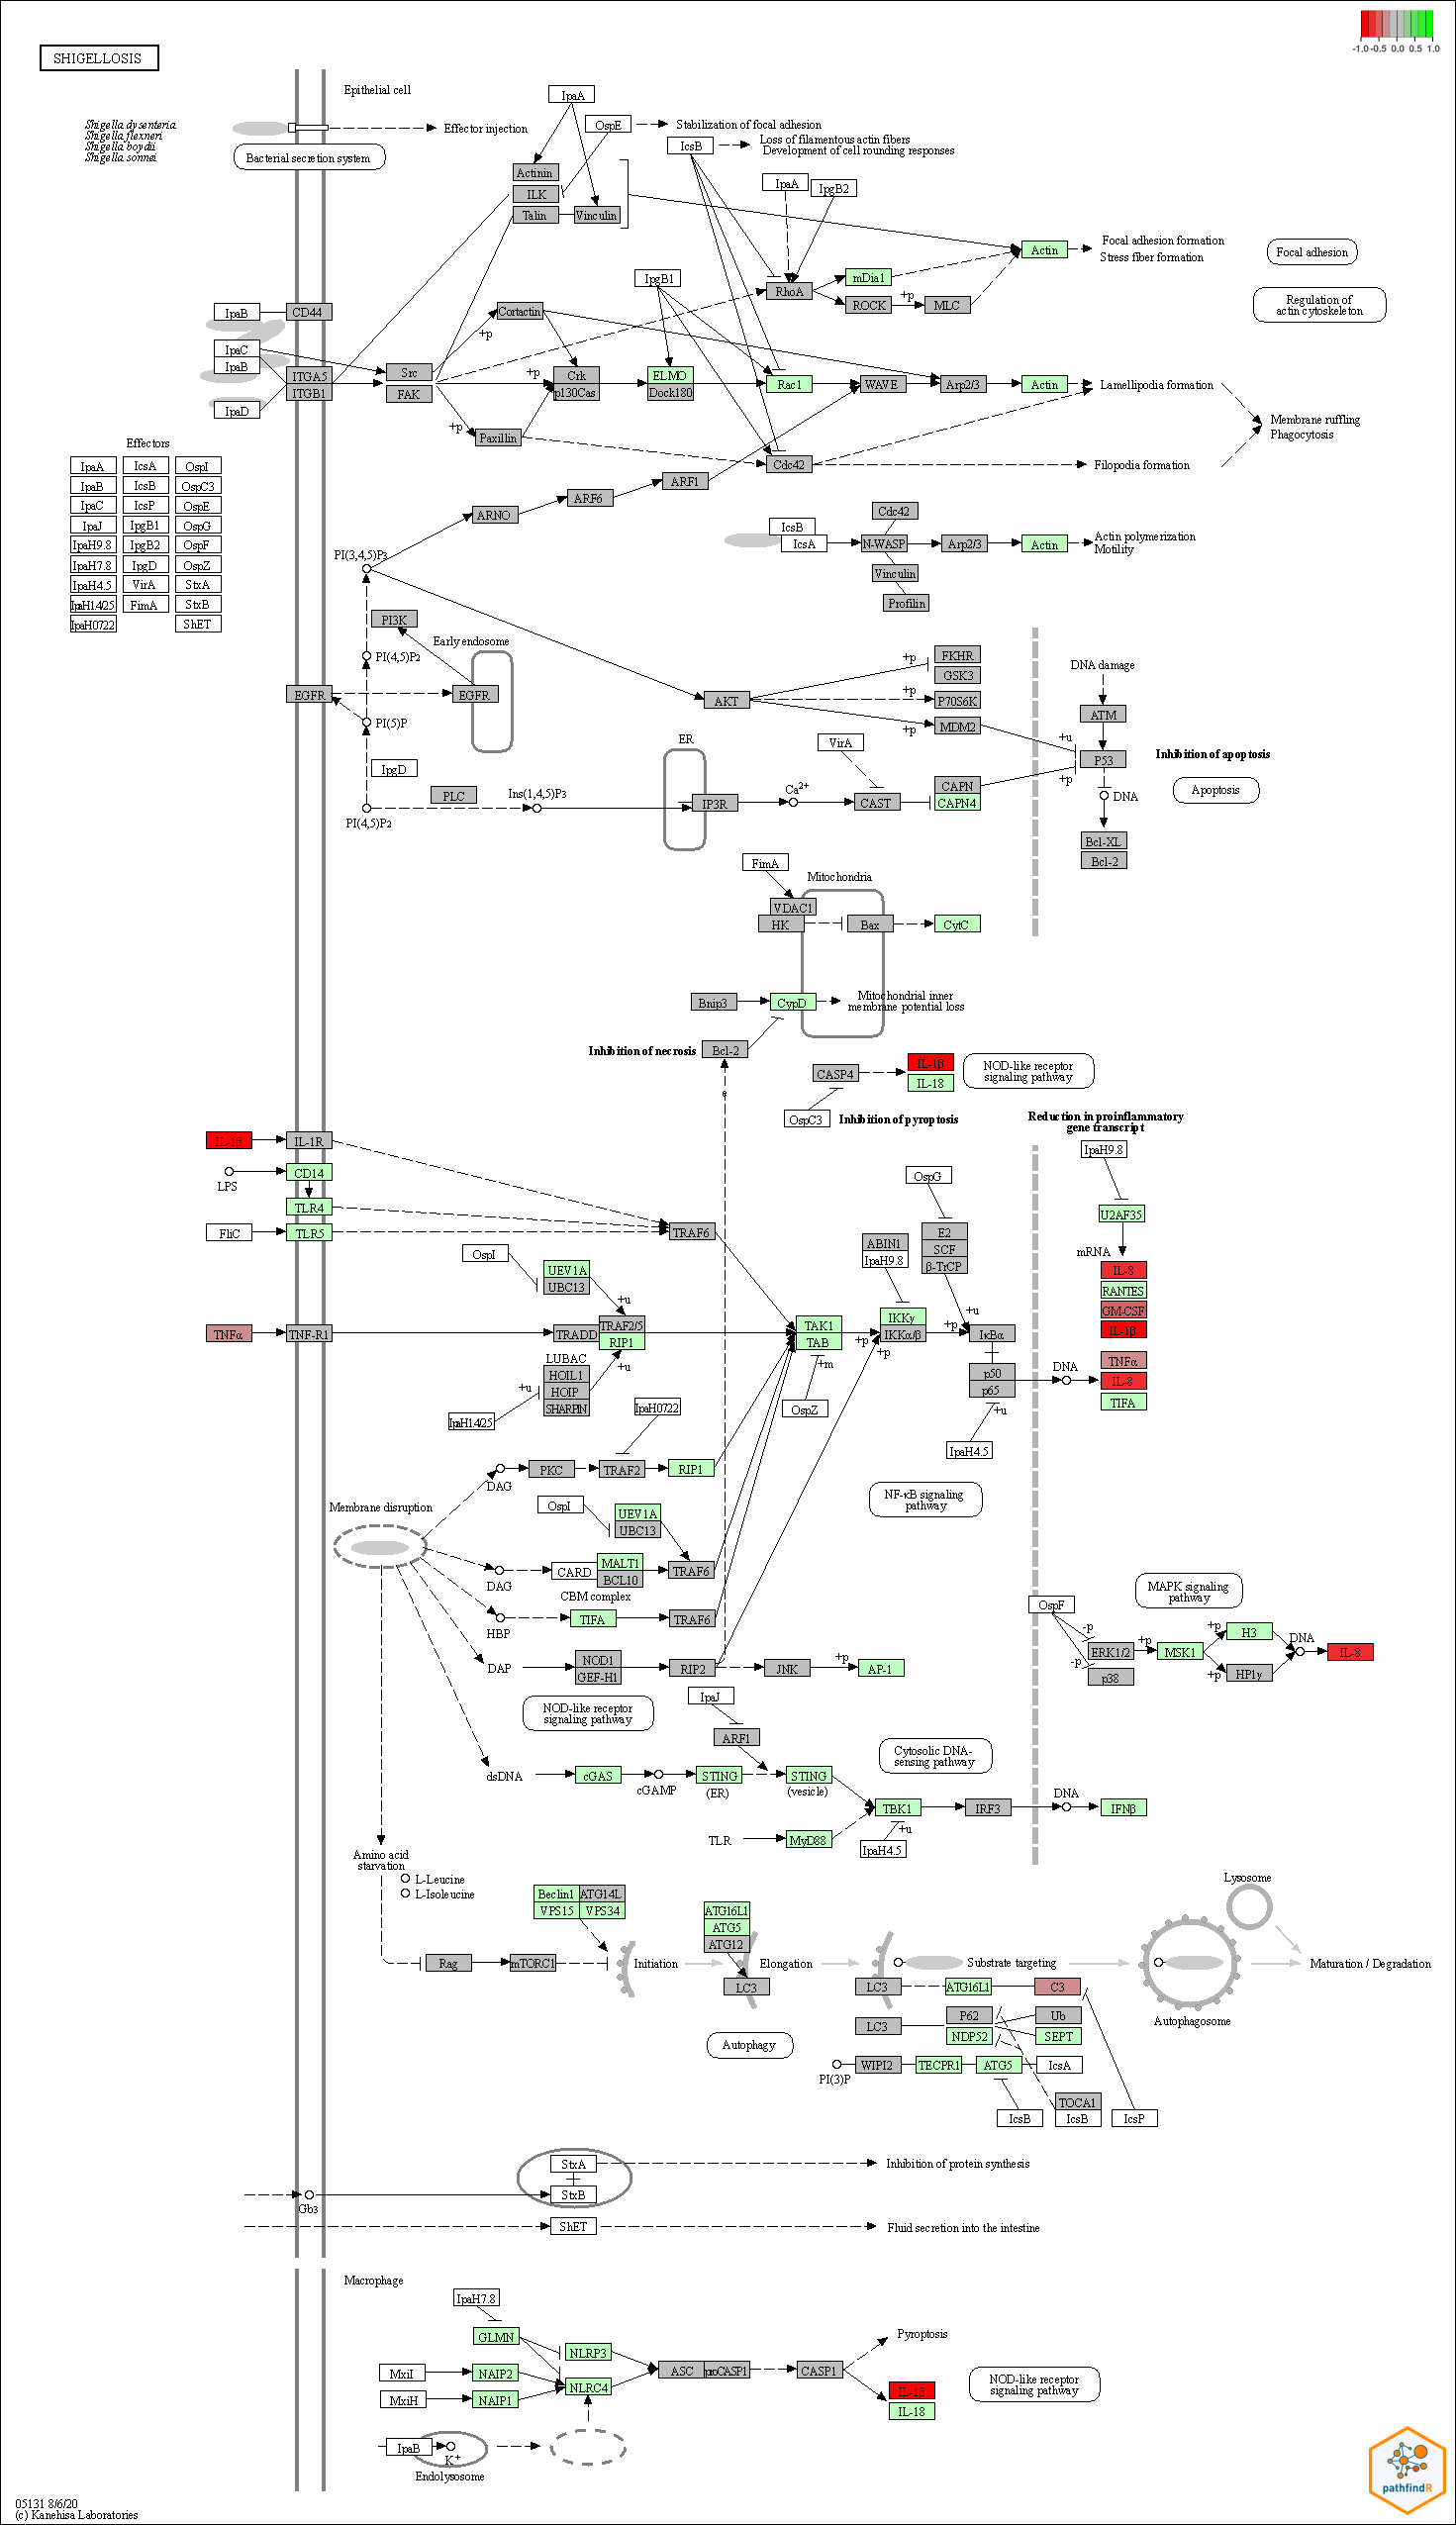 -1.0 -0.5 0.0 0.5 1.0
SHIGELLOSIS
Epithelial cell
Shigella dysenteria
Shigella flexneri
Shigella boydii
Shigella sonnei
Effector injection
Bacterial secretion system
IpaA
OspE
Stabilization of focal adhesion
IcsB
Loss of filamentous actin fibers
Development of cell rounding responses
Actinin
ILK
Talin
Vinculin
IpaA
IpgB2
Actin
Focal adhesion formation
Stress fiber formation
Focal adhesion
IpgB1
RhoA
mDia1
ROCK
+p
MLC
Regulation of
actin cytoskeleton
IpaB
CD44
Cortactin
+p
IpaC
IpaB
ITGA5
ITGB1
IpaD
Src
FAK
+p
Crk
p130Cas
ELMO
Dock180
Rac1
WAVE
Arp2/3
Actin
Lamellipodia formation
+p
Paxillin
Membrane ruffling
Phagocytosis
Cdc42
Filopodia formation
Effectors
IpaA IcsA OspI
IpaB IcsB OspC3
IpaC IcsP OspE
IpaJ IpgB1 OspG
IpaH9.8 IpgB2 OspF
IpaH7.8 IpgD OspZ
IpaH4.5 VirA StxA
IpaH1.4/2.5 FimA StxB
IpaH0722 ShET
ARNO
ARF6
ARF1
Cdc42
IcsB
IcsA
N-WASP
Arp2/3
Actin
Actin polymerization
Motility
Vinculin
Profilin
PI(3,4,5)P3
PI3K
Early endosome
PI(4,5)P2
EGFR
EGFR
PI(5)P
IpgD
PI(4,5)P2
PLC
Ins(1,4,5)P3
AKT
+p
FKHR
GSK3
+p
P70S6K
+p
MDM2
DNA damage
ATM
+u
P53
+p
Inhibition of apoptosis
Apoptosis
DNA
Bcl-XL
Bcl-2
ER
IP3R
Ca2+
VirA
CAST
CAPN
CAPN4
FimA
Mitochondria
VDAC1
HK
Bax
CytC
Bnip3
CypD
Mitochondrial inner
membrane potential loss
Inhibition of necrosis
Bcl-2
e
CASP4
IL-1β
IL-18
NOD-like receptor
signaling pathway
OspC3
Inhibition of pyroptosis
Reduction in proinflammatory
gene transcript
IpaH9.8
IL-1β
IL-1R
LPS
CD14
TLR4
FliC
TLR5
TRAF6
OspG
E2
SCF
β-TrCP
ABIN1
IpaH9.8
U2AF35
mRNA
IL-8
RANTES
GM-CSF
IL-1β
OspI
UEV1A
UBC13
+u
TNFα
TNF-R1
TRADD
TRAF2/5
RIP1
+u
LUBAC
HOIL1
HOIP
SHARPIN
+u
IpaH1.4/2.5
IpaH0722
TAK1
TAB
+m
OspZ
+p
IKKγ
IKKα/β
+p
+p
+u
IκBα
p50
p65
+u
IpaH4.5
DNA
TNFα
IL-8
TIFA
NF-κB signaling
pathway
DAG
PKC
TRAF2
RIP1
Membrane disruption
OspI
UEV1A
UBC13
DAG
CARD
MALT1
BCL10
CBM complex
TRAF6
HBP
TIFA
TRAF6
DAP
NOD1
GEF-H1
RIP2
JNK
+p
AP-1
NOD-like receptor
signaling pathway
MAPK signaling
pathway
OspF
-p
-p
ERK1/2
p38
+p
MSK1
+p
H3
+p
HP1γ
DNA
IL-8
IpaJ
ARF1
dsDNA
cGAS
cGAMP
STING
(ER)
STING
(vesicle)
Cytosolic DNA-
sensing pathway
TBK1
IRF3
DNA
IFNβ
TLR
MyD88
+u
IpaH4.5
Amino acid
starvation
L-Leucine
L-Isoleucine
Beclin1 ATG14L
VPS15 VPS34
Rag
mTORC1
Initiation
ATG16L1
ATG5
ATG12
LC3
Elongation
Substrate targeting
Lysosome
Maturation / Degradation
Autophagosome
LC3
ATG16L1
C3
LC3
P62
NDP52
Ub
SEPT
PI(3)P
WIPI2
TECPR1
ATG5
IcsA
IcsB
TOCA1
IcsB
IcsP
Autophagy
StxA
StxB
Gb3
Inhibition of protein synthesis
ShET
Fluid secretion into the intestine
Macrophage
IpaH7.8
GLMN
MxiI
NAIP2
MxiH
NAIP1
NLRP3
NLRC4
ASC
proCASP1
CASP1
Pyroptosis
IL-1β
IL-18
NOD-like receptor
signaling pathway
IpaB
K+
Endolysosome
05131 8/6/20
(c) Kanehisa Laboratories
pathfindR